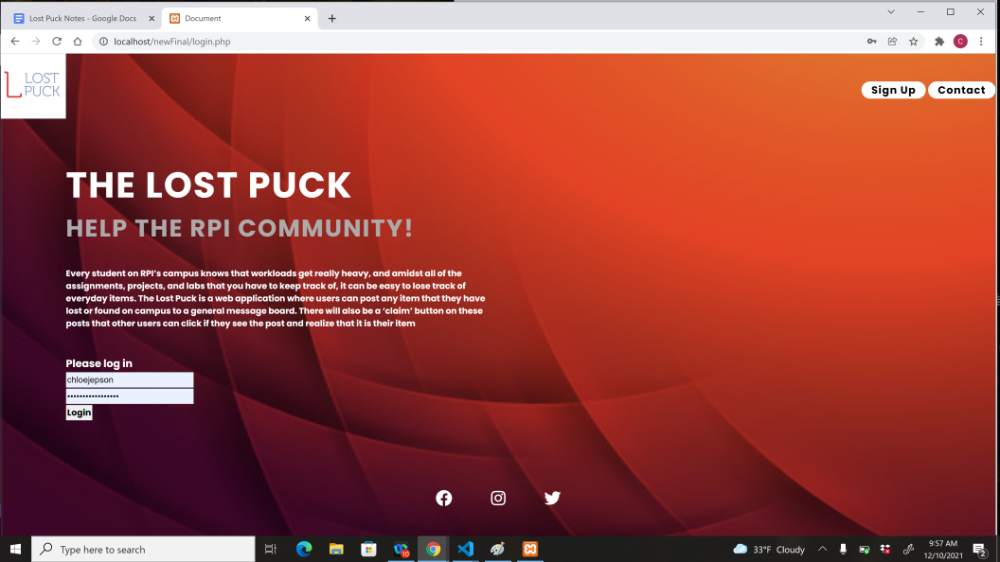 Lost Puck Notes - Google Docs
Document
localhost/newFinal/login.php
C
LOST
PUCK
Sign Up
Contact
THE LOST PUCK
HELP THE RPI COMMUNITY!
Every student on RPI's campus knows that workloads get really heavy, and amidst all of the
assignments, projects, and labs that you have to keep track of, it can be easy to lose track of
everyday items. The Lost Puck is a web application where users can post any item that they have
lost or found on campus to a general message board. There will also be a 'claim' button on these
posts that other users can click if they see the post and realize that it is their item
Please log in
chloejepson
•••••••••••••••••
Login
Type here to search
10
33°F Cloudy
9:57 AM
12/10/2021
2